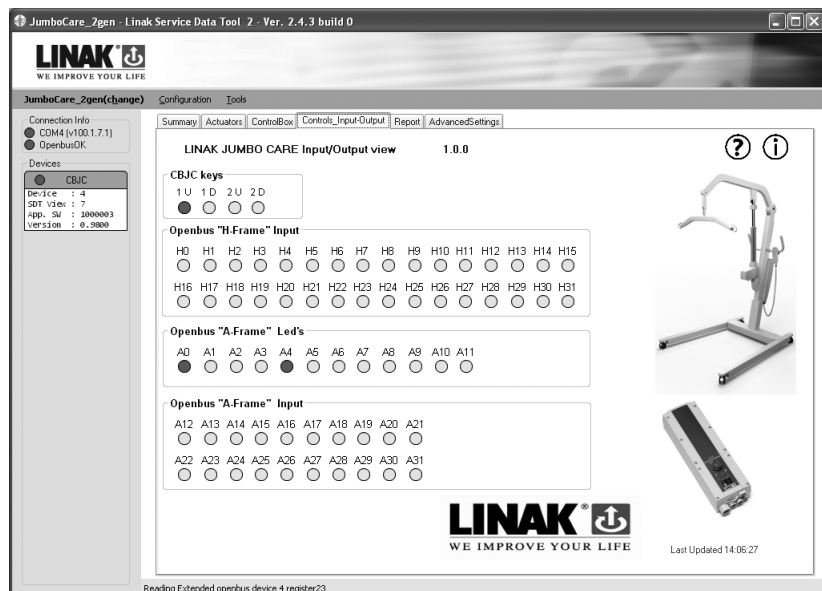 JumboCare_2gen - Linak Service Data Tool 2 - Ver. 2.4.3 build 0
LINAK
WE IMPROVE YOUR LIFE
JumboCare_2gen(change) Configuration Tools
Connection Info
COM4 (v100.1.7.1)
OpenbusOK
Devices
CBJC
Device : 4
SDT View : 7
App. SW : 1000003
Version : 0.9800
Summary Actuators ControlBox Controls_Input-Output Report AdvancedSettings
LINAK JUMBO CARE Input/Output view 1.0.0
CBJC keys
1 U 1 D 2 U 2 D
Openbus "H-Frame" Input
H0 H1 H2 H3 H4 H5 H6 H7 H8 H9 H10 H11 H12 H13 H14 H15
H16 H17 H18 H19 H20 H21 H22 H23 H24 H25 H26 H27 H28 H29 H30 H31
Openbus "A-Frame" Led's
A0 A1 A2 A3 A4 A5 A6 A7 A8 A9 A10 A11
Openbus "A-Frame" Input
A12 A13 A14 A15 A16 A17 A18 A19 A20 A21
A22 A23 A24 A25 A26 A27 A28 A29 A30 A31
LINAK
WE IMPROVE YOUR LIFE
Last Updated 14:06:27
Reading Extended openbus device 4 register23